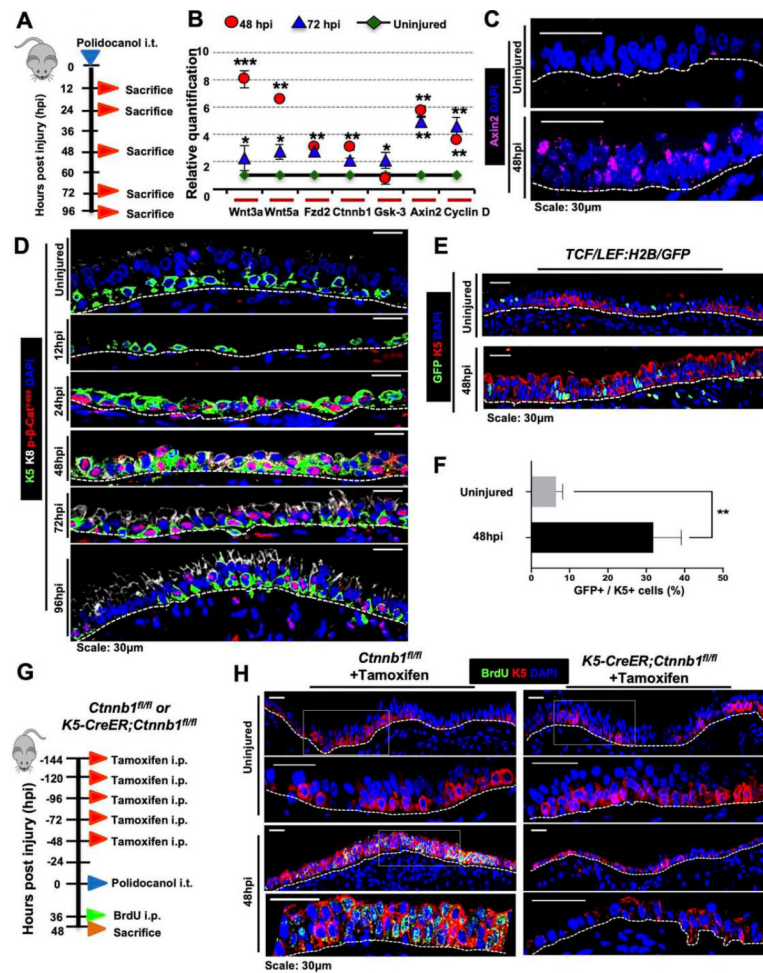 A
Polidocanol i.t.
Hours post injury (hpi)
0
12
24
36
48
60
72
96
Sacrifice
Sacrifice
Sacrifice
Sacrifice
Sacrifice
B
48 hpi
72 hpi
Uninjured
Relative quantification
10
8
6
4
2
0
***
*
**
*
**
**
*
**
**
**
**
Wnt3a
Wnt5a
Fzd2
Ctnnb1
Gsk-3
Axin2
Cyclin D
C
Axin2 DAPI
Uninjured
48hpi
Scale: 30µm
D
K5 K8 p-β-Cat
DAPI
Uninjured
12hpi
24hpi
48hpi
72hpi
96hpi
Scale: 30µm
E
TCF/LEF:H2B/GFP
GFP K5 DAPI
Uninjured
48hpi
Scale: 30µm
F
Uninjured
48hpi
**
0 10 20 30 40 50
GFP+ / K5+ cells (%)
G
Ctnnb1fl/fl or
K5-CreER;Ctnnb1fl/fl
Hours post injury (hpi)
-144
-120
-96
-72
-48
-24
0
36
48
Tamoxifen i.p.
Tamoxifen i.p.
Tamoxifen i.p.
Tamoxifen i.p.
Tamoxifen i.p.
Polidocanol i.t.
BrdU i.p.
Sacrifice
H
Ctnnb1fl/fl
+Tamoxifen
BrdU K5 DAPI
K5-CreER;Ctnnb1fl/fl
+Tamoxifen
Uninjured
48hpi
Scale: 30µm